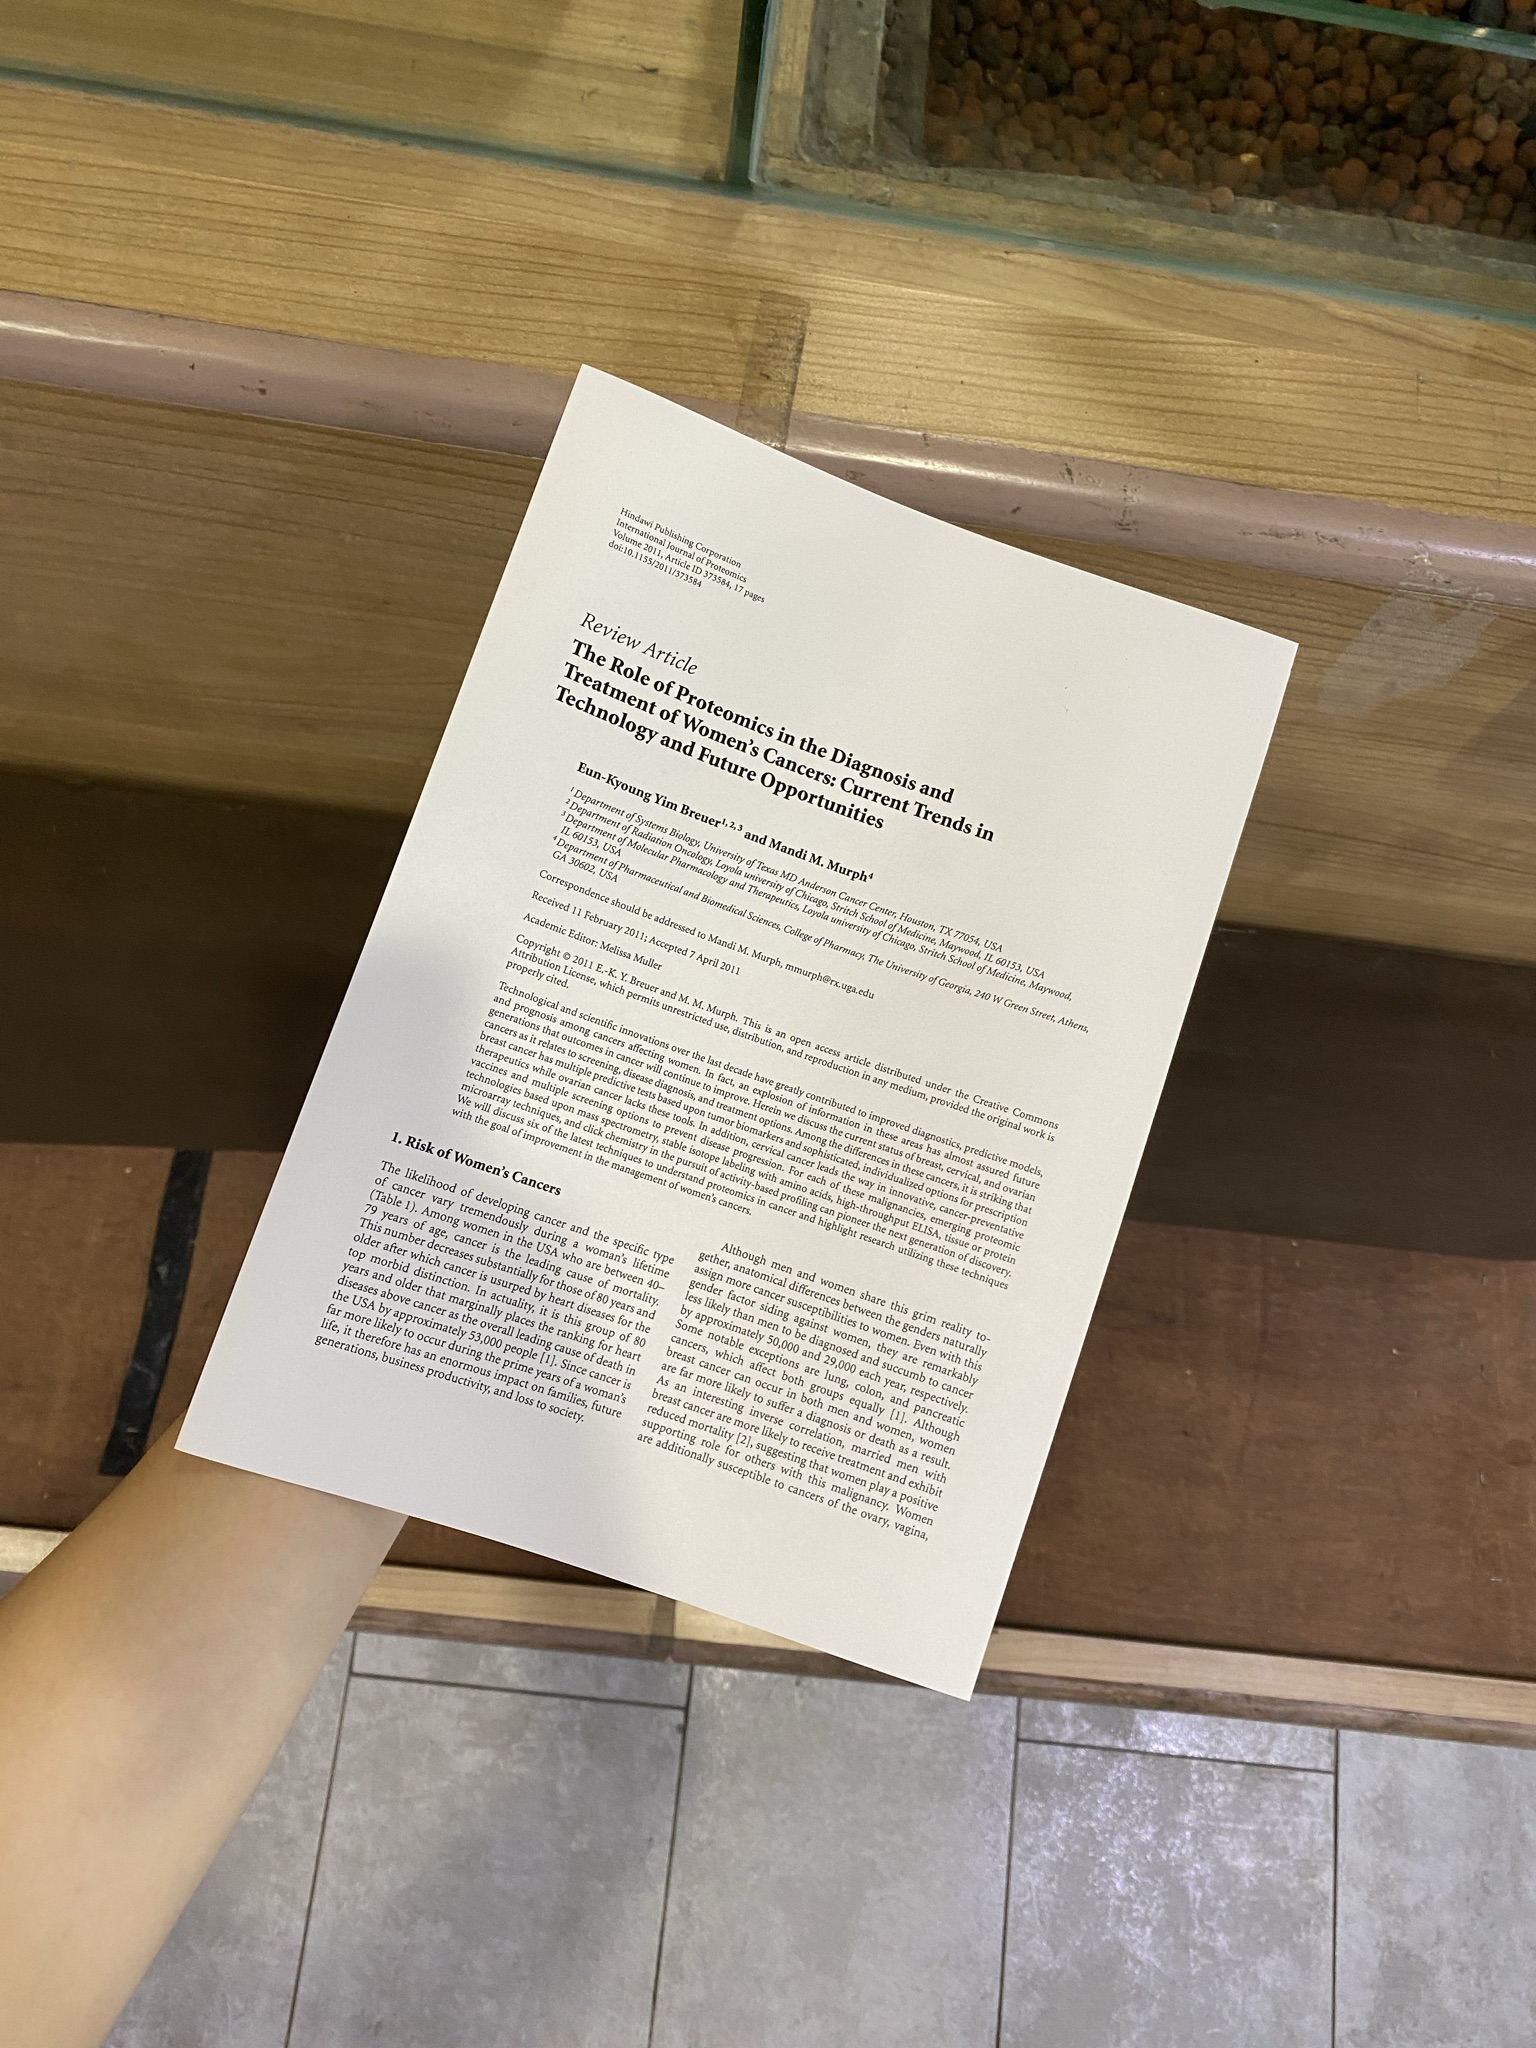 Hindawi Publishing Corporation
International Journal of Proteomics
Volume 2011, Article ID 373584, 17 pages
doi:10.1155/2011/373584
Review Article
The Role of Proteomics in the Diagnosis and
Treatment of Women's Cancers: Current Trends in
Technology and Future Opportunities
Eun-Kyoung Yim Breuer1, 2, 3 and Mandi M. Murph4
1 Department of Systems Biology, University of Texas MD Anderson Cancer Center, Houston, TX 77054, USA
2 Department of Radiation Oncology, Loyola university of Chicago, Stritch School of Medicine, Maywood, IL 60153, USA
3 Department of Molecular Pharmacology and Therapeutics, Loyola university of Chicago, Stritch School of Medicine, Maywood,
IL 60153, USA
4 Department of Pharmaceutical and Biomedical Sciences, College of Pharmacy, The University of Georgia, 240 W Green Street, Athens,
GA 30602, USA
Correspondence should be addressed to Mandi M. Murph, mmurph@rx.uga.edu
Received 11 February 2011; Accepted 7 April 2011
Academic Editor: Melissa Muller
Copyright © 2011 E.-K. Y. Breuer and M. M. Murph. This is an open access article distributed under the Creative Commons
Attribution License, which permits unrestricted use, distribution, and reproduction in any medium, provided the original work is
properly cited.
Technological and scientific innovations over the last decade have greatly contributed to improved diagnostics, predictive models,
and prognosis among cancers affecting women. In fact, an explosion of information in these areas has almost assured future
generations that outcomes in cancer will continue to improve. Herein we discuss the current status of breast, cervical, and ovarian
cancers as it relates to screening, disease diagnosis, and treatment options. Among the differences in these cancers, it is striking that
breast cancer has multiple predictive tests based upon tumor biomarkers and sophisticated, individualized options for prescription
therapeutics while ovarian cancer lacks these tools. In addition, cervical cancer leads the way in innovative, cancer-preventative
vaccines and multiple screening options to prevent disease progression. For each of these malignancies, emerging proteomic
technologies based upon mass spectrometry, stable isotope labeling with amino acids, high-throughput ELISA, tissue or protein
microarray techniques, and click chemistry in the pursuit of activity-based profiling can pioneer the next generation of discovery.
We will discuss six of the latest techniques to understand proteomics in cancer and highlight research utilizing these techniques
with the goal of improvement in the management of women's cancers.
1. Risk of Women's Cancers
The likelihood of developing cancer and the specific type
of cancer vary tremendously during a woman's lifetime
(Table 1). Among women in the USA who are between 40–
79 years of age, cancer is the leading cause of mortality.
This number decreases substantially for those of 80 years and
older after which cancer is usurped by heart diseases for the
top morbid distinction. In actuality, it is this group of 80
years and older that marginally places the ranking for heart
diseases above cancer as the overall leading cause of death in
the USA by approximately 53,000 people [1]. Since cancer is
far more likely to occur during the prime years of a woman's
life, it therefore has an enormous impact on families, future
generations, business productivity, and loss to society.
Although men and women share this grim reality to-
gether, anatomical differences between the genders naturally
assign more cancer susceptibilities to women. Even with this
gender factor siding against women, they are remarkably
less likely than men to be diagnosed and succumb to cancer
by approximately 50,000 and 29,000 each year, respectively.
Some notable exceptions are lung, colon, and pancreatic
cancers, which affect both groups equally [1]. Although
breast cancer can occur in both men and women, women
are far more likely to suffer a diagnosis or death as a result.
As an interesting inverse correlation, married men with
breast cancer are more likely to receive treatment and exhibit
reduced mortality [2], suggesting that women play a positive
supporting role for others with this malignancy. Women
are additionally susceptible to cancers of the ovary, vagina,